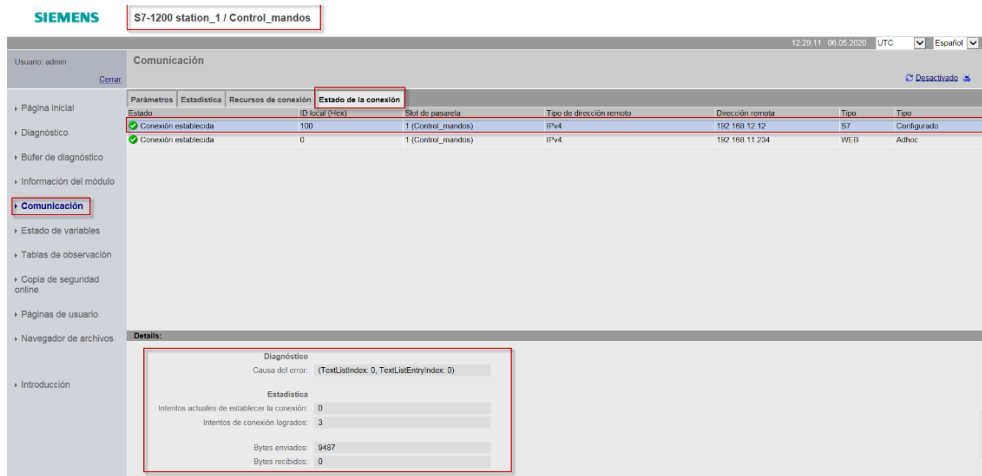 SIEMENS
S7-1200 station_1 / Control_mandos
12:29:11 06.05.2020 UTC Español
Usuario: admin
Comunicación
Cerrar
Desactivado
Parámetros Estadística Recursos de conexión Estado de la conexión
Estado ID local (Hex) Slot de pasarela Tipo de dirección remoto Dirección remota Tipo Tipo
Conexión establecida 100 1 (Control_mandos) IPv4 192.168.12.12 S7 Configurado
Conexión establecida 0 1 (Control_mandos) IPv4 192.168.11.234 WEB Adhoc
Página inicial
Diagnóstico
Búfer de diagnóstico
Información del módulo
Comunicación
Estado de variables
Tablas de observación
Copia de seguridad
online
Páginas de usuario
Navegador de archivos
Introducción
Details:
Diagnóstico
Causa del error: (TextListIndex: 0, TextListEntryIndex: 0)
Estadística
Intentos actuales de establecer la conexión: 0
Intentos de conexión logrados: 3
Bytes enviados: 9487
Bytes recibidos: 0